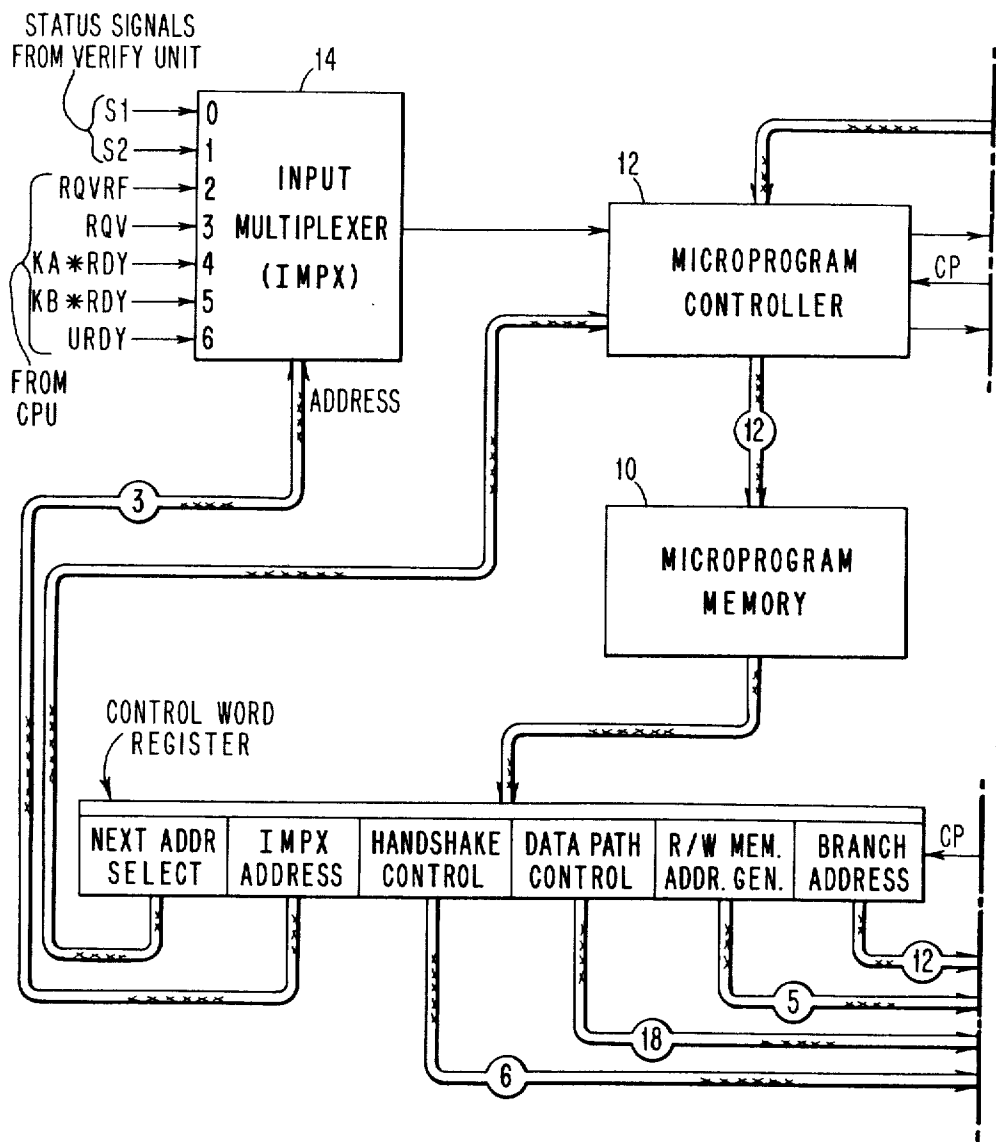 STATUS SIGNALS
FROM VERIFY UNIT
14
S1
0
S2
1
RQVRF
2
RQV
3
KA*RDY
4
KB*RDY
5
URDY
6
INPUT
MULTIPLEXER
(IMPX)
FROM
CPU
ADDRESS
12
MICROPROGRAM
CONTROLLER
CP
12
3
10
MICROPROGRAM
MEMORY
CONTROL WORD
REGISTER
NEXT ADDR
SELECT
IMPX
ADDRESS
HANDSHAKE
CONTROL
DATA PATH
CONTROL
R/W MEM.
ADDR. GEN.
BRANCH
ADDRESS
CP
12
5
18
6